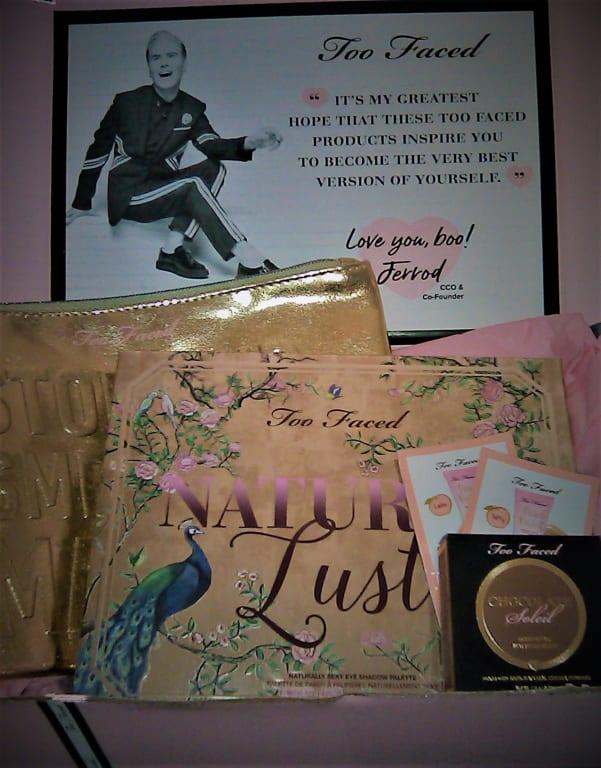 Too Faced
“ IT'S MY GREATEST
HOPE THAT THESE TOO FACED
PRODUCTS INSPIRE YOU
TO BECOME THE VERY BEST
VERSION OF YOURSELF. ”
Love you, boo!
Jerrod
CCO &
Co-Founder
Too Faced
Too Faced
NATUR
Lust
NATURALLY SEXY EYE SHADOW PALETTE
Too Faced
Too Faced
Too Faced
CHOCOLATE
Soleil